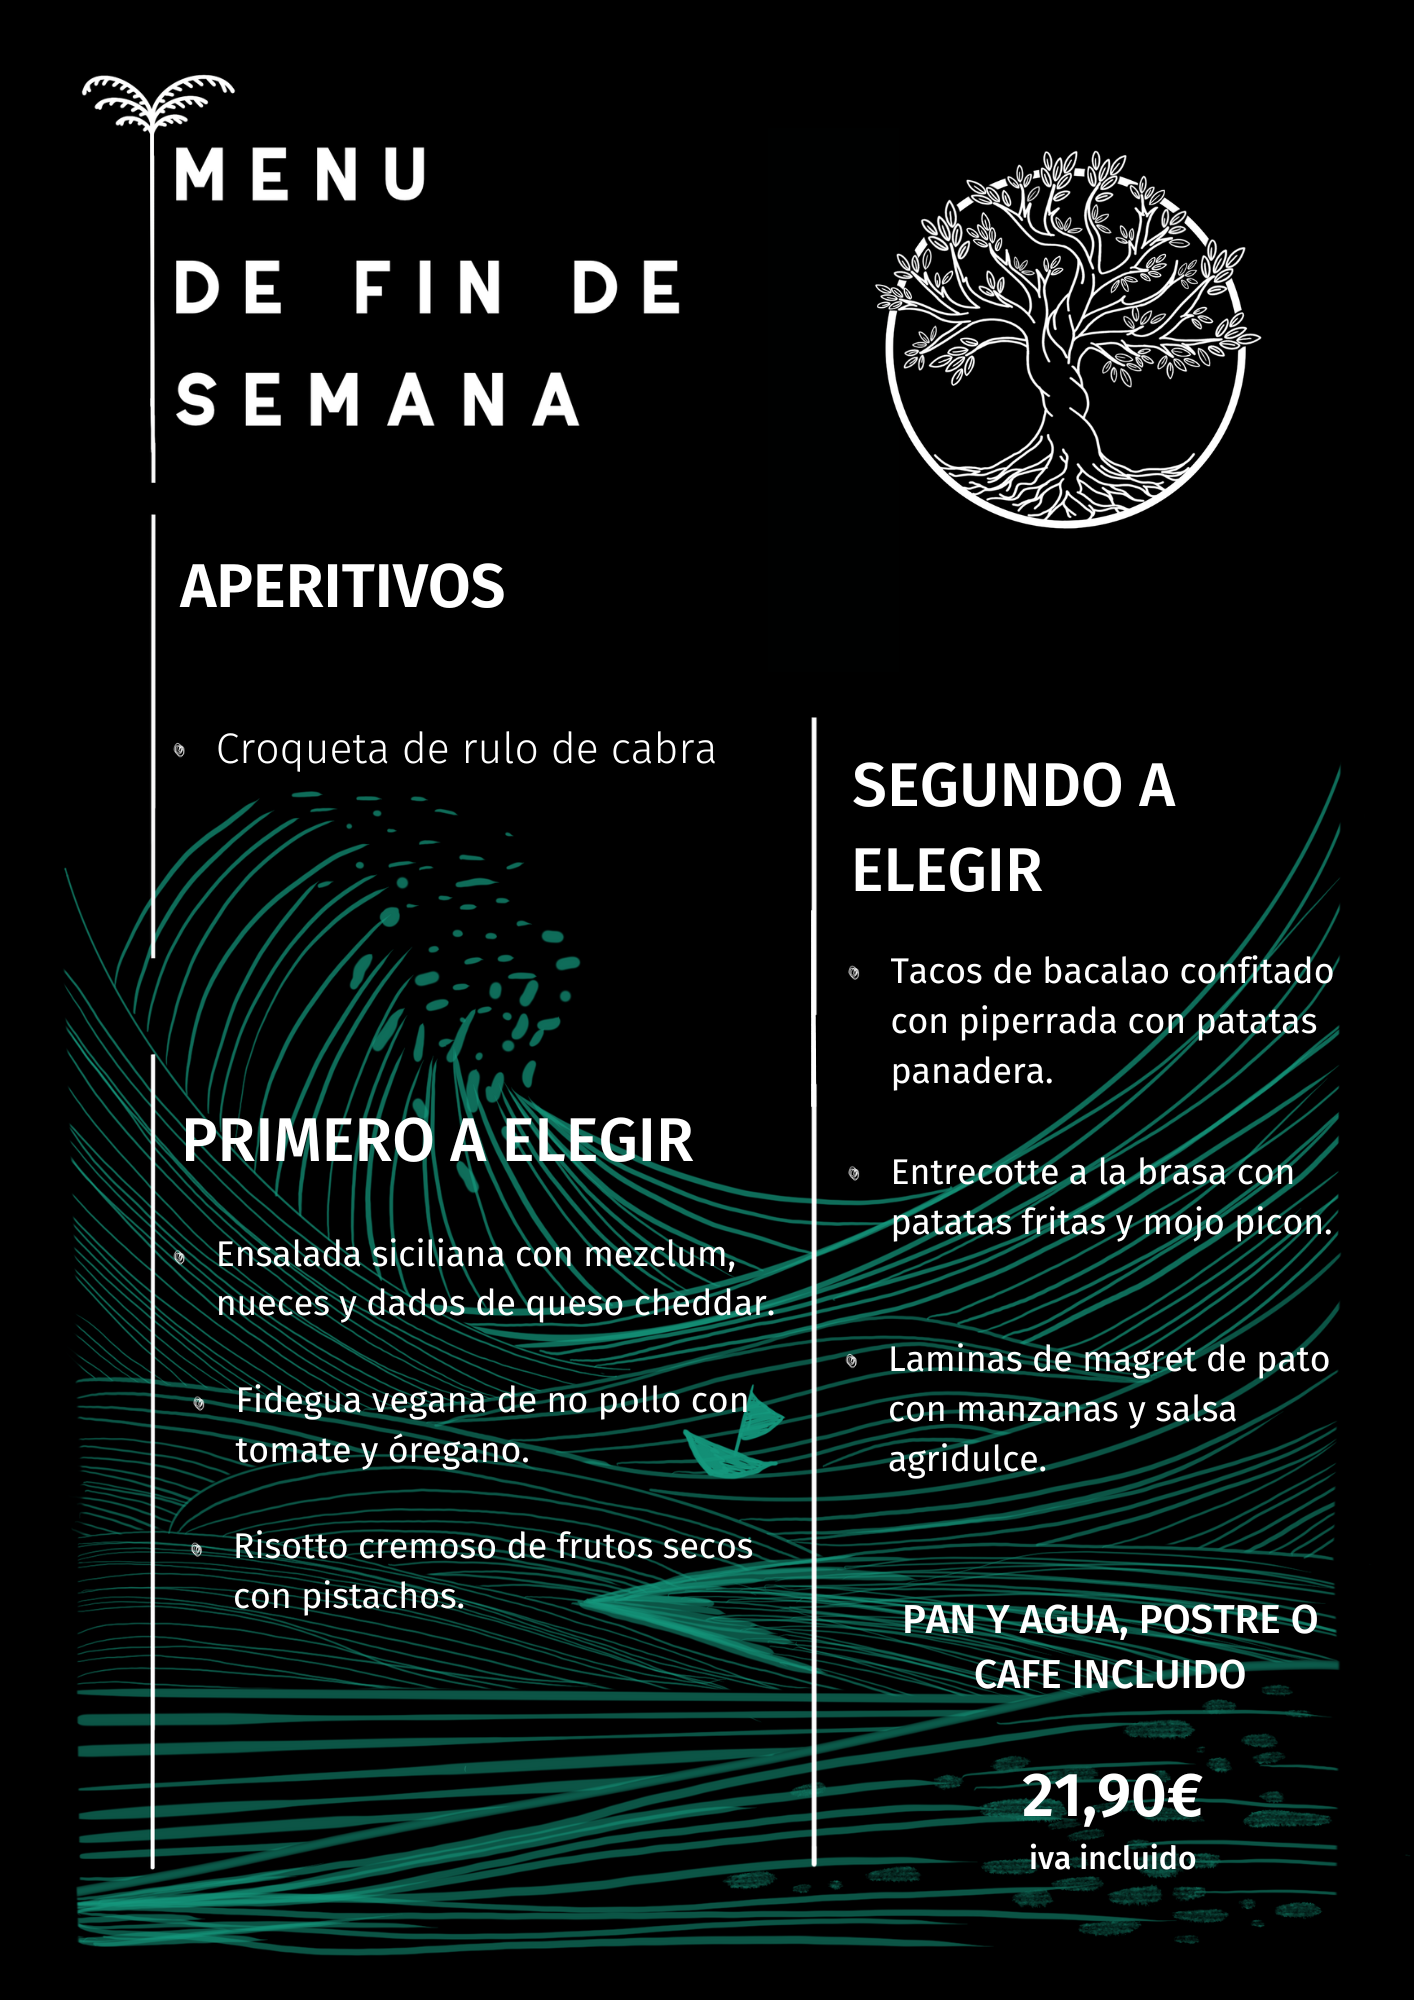 MENU
DE FIN DE
SEMANA
APERITIVOS
Croqueta de rulo de cabra
PRIMERO A ELEGIR
Ensalada siciliana con mezclum,
nueces y dados de queso cheddar.
Fidegua vegana de no pollo con
tomate y óregano.
Risotto cremoso de frutos secos
con pistachos.
SEGUNDO A
ELEGIR
Tacos de bacalao confitado
con piperrada con patatas
panadera.
Entrecotte a la brasa con
patatas fritas y mojo picon.
Laminas de magret de pato
con manzanas y salsa
agridulce.
PAN Y AGUA, POSTRE O
CAFE INCLUIDO
21,90€
iva incluido